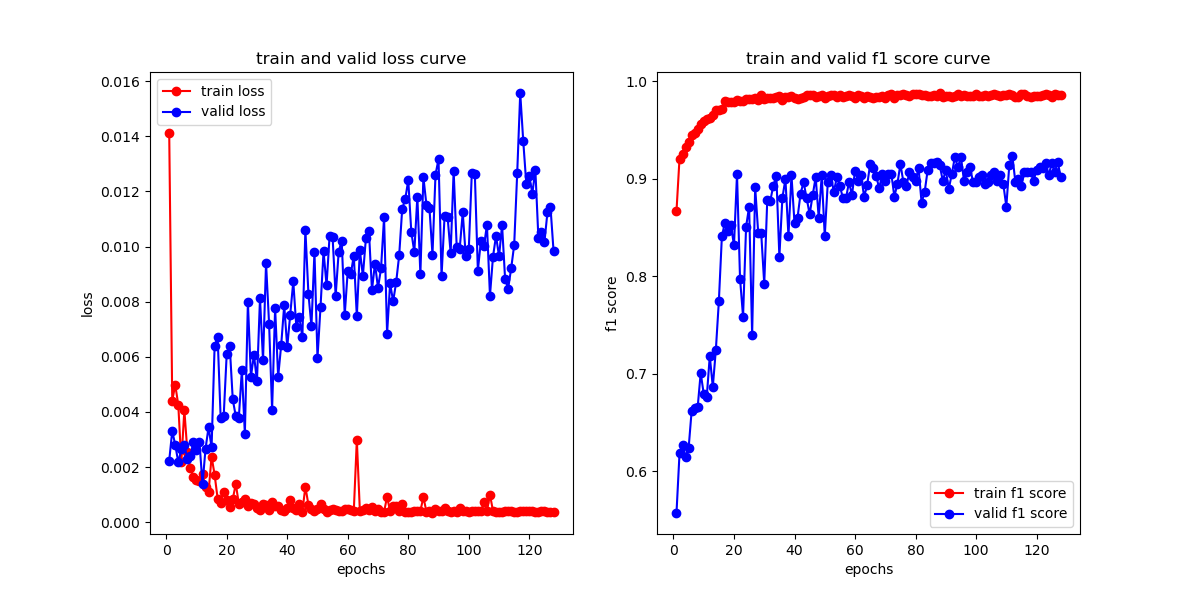 train and valid loss curve
train loss
valid loss
0.016
0.014
0.012
0.010
0.008
0.006
0.004
0.002
0.000
loss
0 20 40 60 80 100 120
epochs
train and valid f1 score curve
1.0
0.9
0.8
0.7
0.6
f1 score
train f1 score
valid f1 score
0 20 40 60 80 100 120
epochs